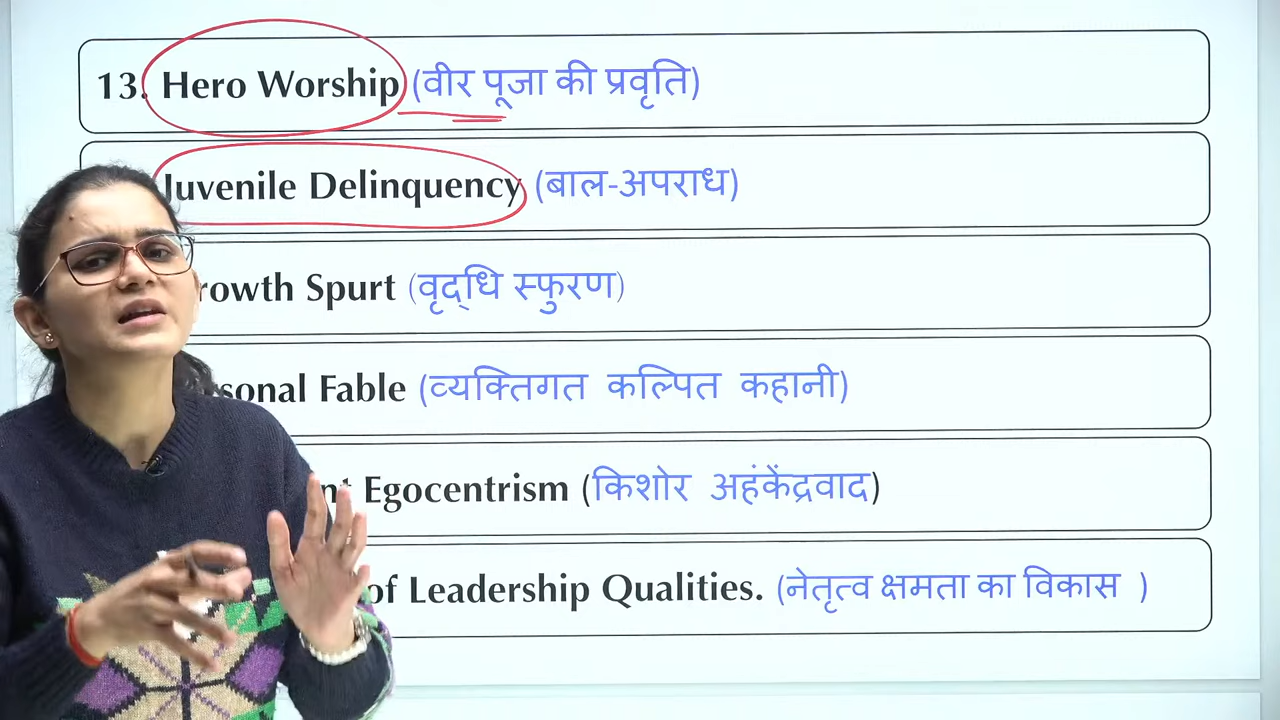 13. Hero Worship (वीर पूजा की प्रवृति)
Juvenile Delinquency (बाल-अपराध)
rowth Spurt (वृद्‌धि स्फुरण)
sonal Fable (व्यक्तिगत कल्पित कहानी)
nt Egocentrism (किशोर अहंकेंद्रवाद)
of Leadership Qualities. (नेतृत्व क्षमता का विकास )